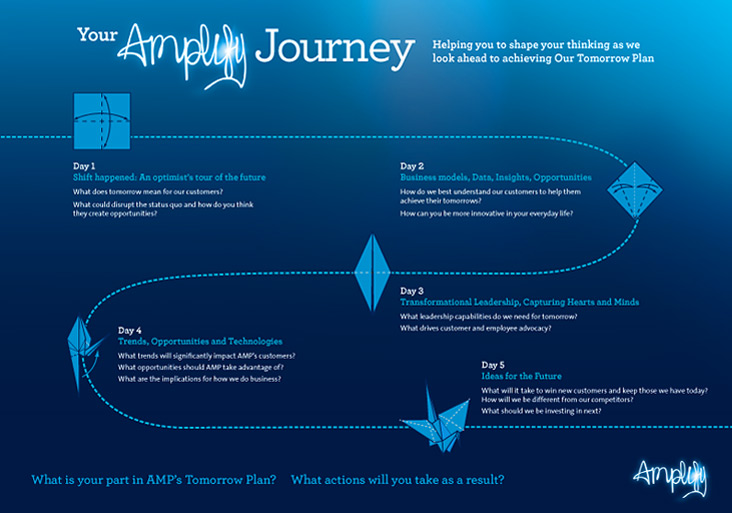 Your Amplify Journey
Helping you to shape your thinking as we
look ahead to achieving Our Tomorrow Plan
Day 1
Shift happened: An optimist's tour of the future
What does tomorrow mean for our customers?
What could disrupt the status quo and how do you think
they create opportunities?
Day 2
Business models, Data, Insights, Opportunities
How do we best understand our customers to help them
achieve their tomorrows?
How can you be more innovative in your everyday life?
Day 3
Transformational Leadership, Capturing Hearts and Minds
What leadership capabilities do we need for tomorrow?
What drives customer and employee advocacy?
Day 4
Trends, Opportunities and Technologies
What trends will significantly impact AMP's customers?
What opportunities should AMP take advantage of?
What are the implications for how we do business?
Day 5
Ideas for the Future
What will it take to win new customers and keep those we have today?
How will we be different from our competitors?
What should we be investing in next?
What is your part in AMP's Tomorrow Plan? What actions will you take as a result?
Amplify